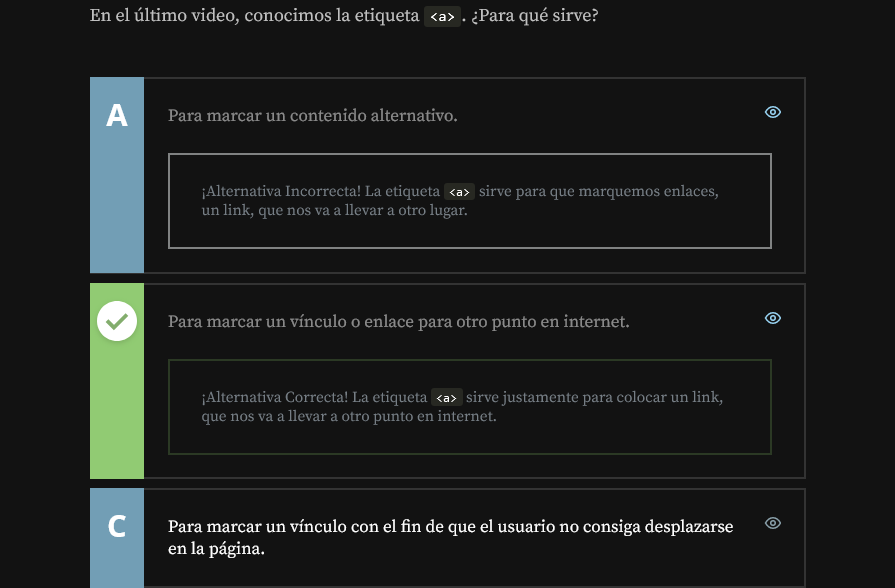 En el último video, conocimos la etiqueta <a>. ¿Para qué sirve?
A
Para marcar un contenido alternativo.
¡Alternativa Incorrecta! La etiqueta <a> sirve para que marquemos enlaces,
un link, que nos va a llevar a otro lugar.
Para marcar un vínculo o enlace para otro punto en internet.
¡Alternativa Correcta! La etiqueta <a> sirve justamente para colocar un link,
que nos va a llevar a otro punto en internet.
C
Para marcar un vínculo con el fin de que el usuario no consiga desplazarse
en la página.